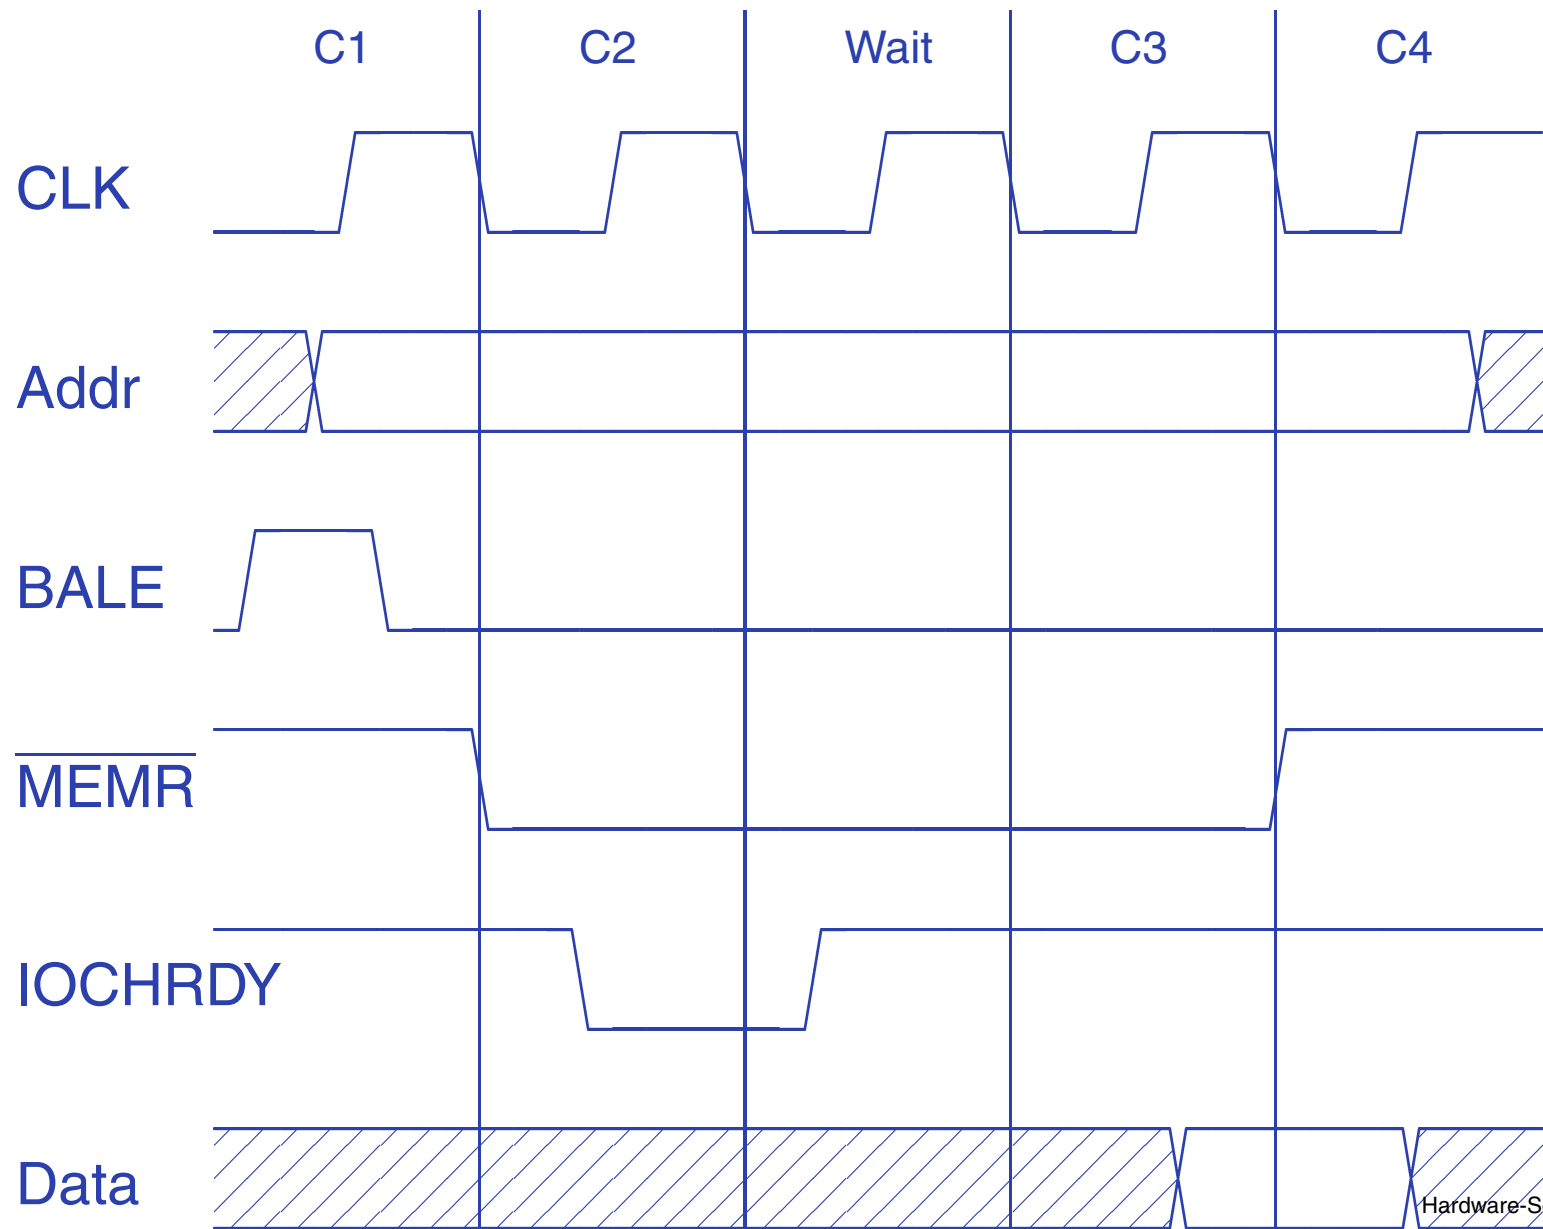 C1 C2 Wait C3 C4
CLK
Addr
BALE
MEMR
IOCHRDY
Data
Hardware-S